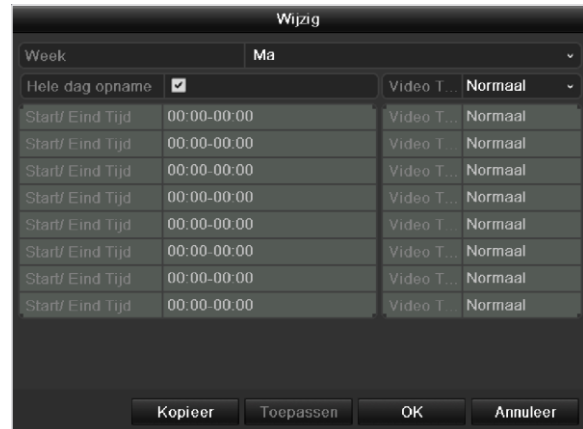 Wijzig
Week Ma
Hele dag opname Video T... Normaal
Start/ Eind Tijd 00:00-00:00 Video T... Normaal
Start/ Eind Tijd 00:00-00:00 Video T... Normaal
Start/ Eind Tijd 00:00-00:00 Video T... Normaal
Start/ Eind Tijd 00:00-00:00 Video T... Normaal
Start/ Eind Tijd 00:00-00:00 Video T... Normaal
Start/ Eind Tijd 00:00-00:00 Video T... Normaal
Start/ Eind Tijd 00:00-00:00 Video T... Normaal
Start/ Eind Tijd 00:00-00:00 Video T... Normaal
Kopieer Toepassen OK Annuleer